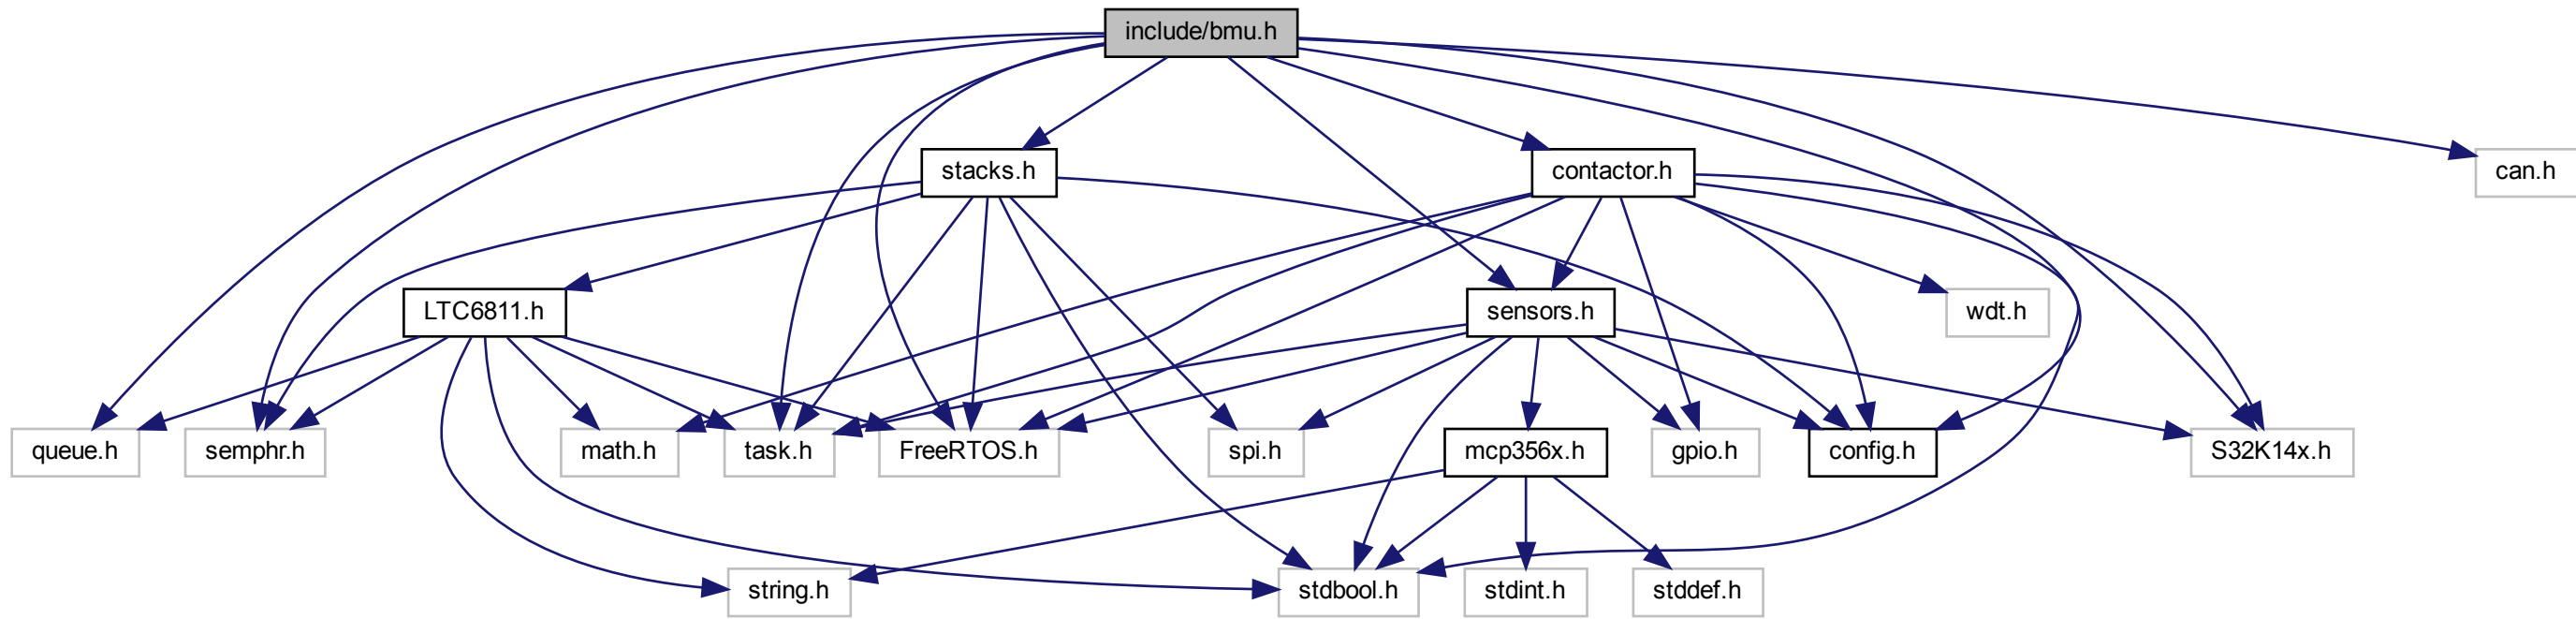 include/bmu.h
stacks.h
contactor.h
can.h
LTC6811.h
sensors.h
wdt.h
queue.h
semphr.h
math.h
task.h
FreeRTOS.h
spi.h
mcp356x.h
gpio.h
config.h
S32K14x.h
string.h
stdbool.h
stdint.h
stddef.h